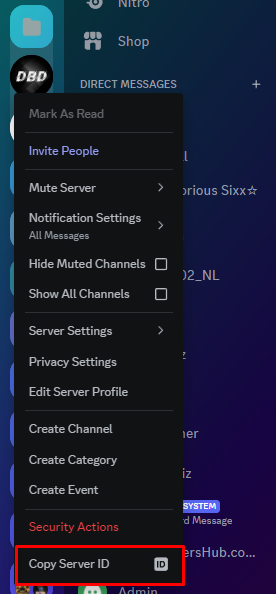 Nitro
Shop
DBD
DIRECT MESSAGES +
Mark As Read
Invite People
Mute Server
Notification Settings
All Messages
Hide Muted Channels
Show All Channels
Server Settings
Privacy Settings
Edit Server Profile
Create Channel
Create Category
Create Event
Security Actions
Copy Server ID ID
orious Sixx☆
02_NL
SYSTEM
rd Message
ersHub.co...
Admin